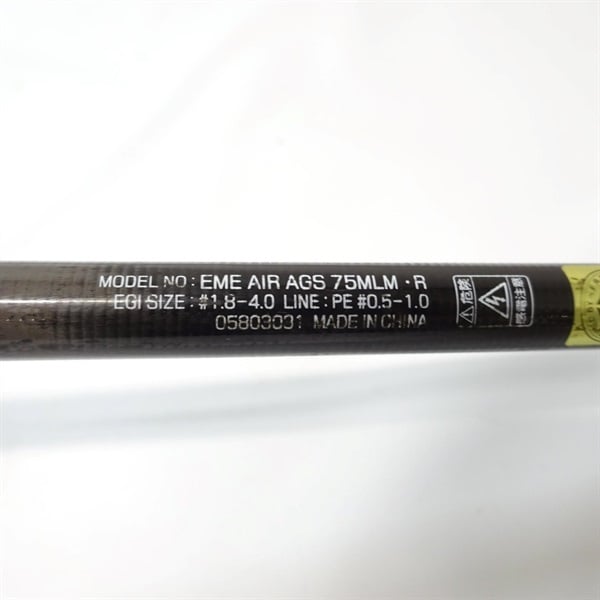 MODEL NO : EME AIR AGS 75MLM · R
EGI SIZE : #1.8-4.0 LINE : PE #0.5-1.0
05803031 MADE IN CHINA
危険
感電注意